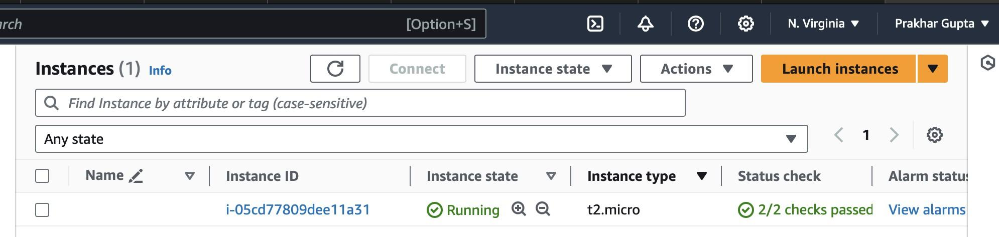 [Option+S] N. Virginia Prakhar Gupta
Instances (1) Info Connect Instance state Actions Launch instances
Find Instance by attribute or tag (case-sensitive)
Any state 1
Name Instance ID Instance state Instance type Status check Alarm status
i-05cd77809dee11a31 Running t2.micro 2/2 checks passed View alarms